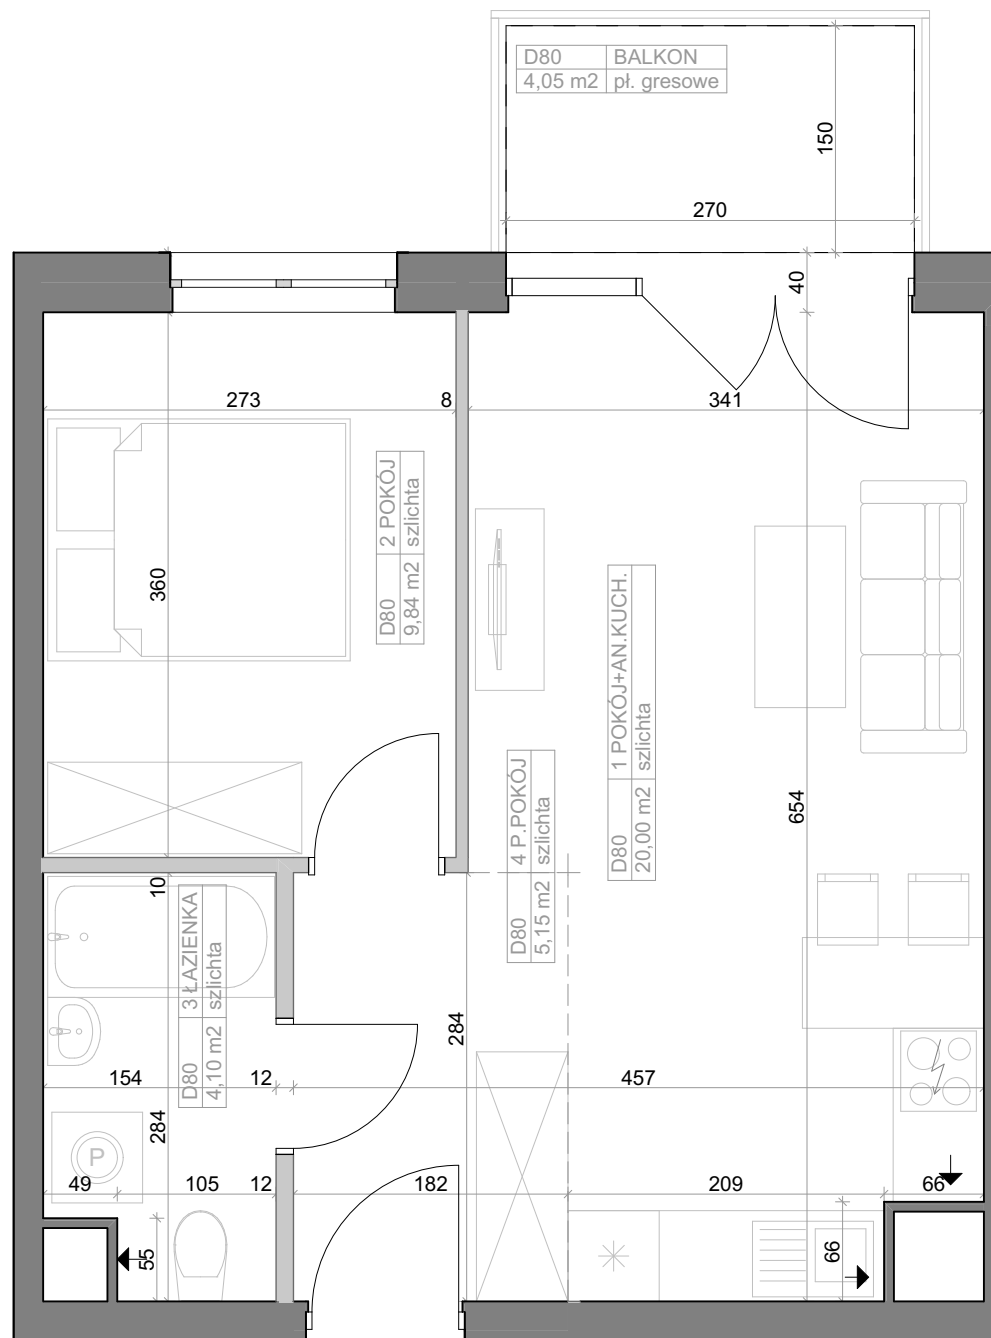 D80 BALKON
4,05 m2 pł. gresowe
150
270
40
273
8
341
D80 2 POKÓJ
9,84 m2 szlichta
360
D80 1 POKÓJ+AN.KUCH.
20,00 m2 szlichta
654
D80 4 P.POKÓJ
5,15 m2 szlichta
10
D80 3 ŁAZIENKA
4,10 m2 szlichta
284
154
12
457
284
P
49
105
12
182
209
66
55
66